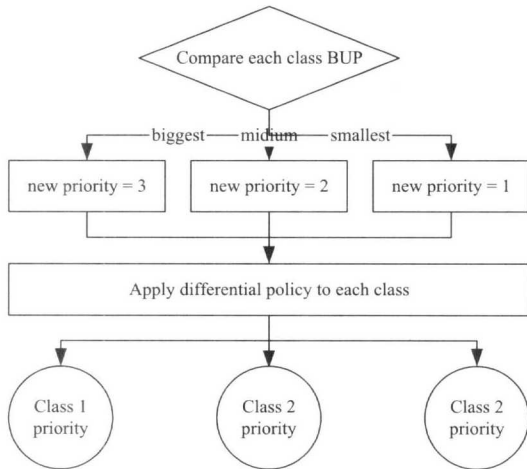 Compare each class BUP
biggest midium smallest
new priority = 3
new priority = 2
new priority = 1
Apply differential policy to each class
Class 1
priority
Class 2
priority
Class 2
priority